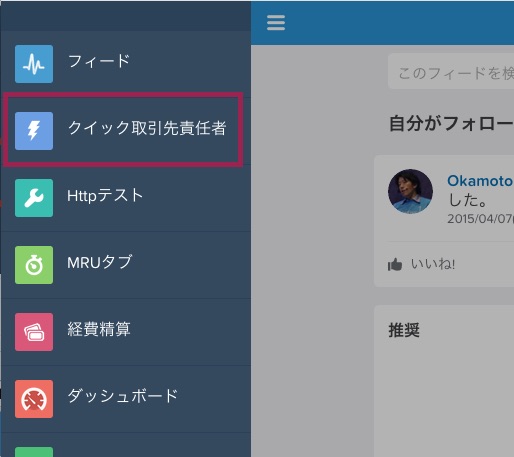 フィード
クイック取引先責任者
Httpテスト
MRUタブ
経費精算
ダッシュボード
このフィードを検
自分がフォロー
Okamoto
した。
2015/04/07(
いいね!
推奨